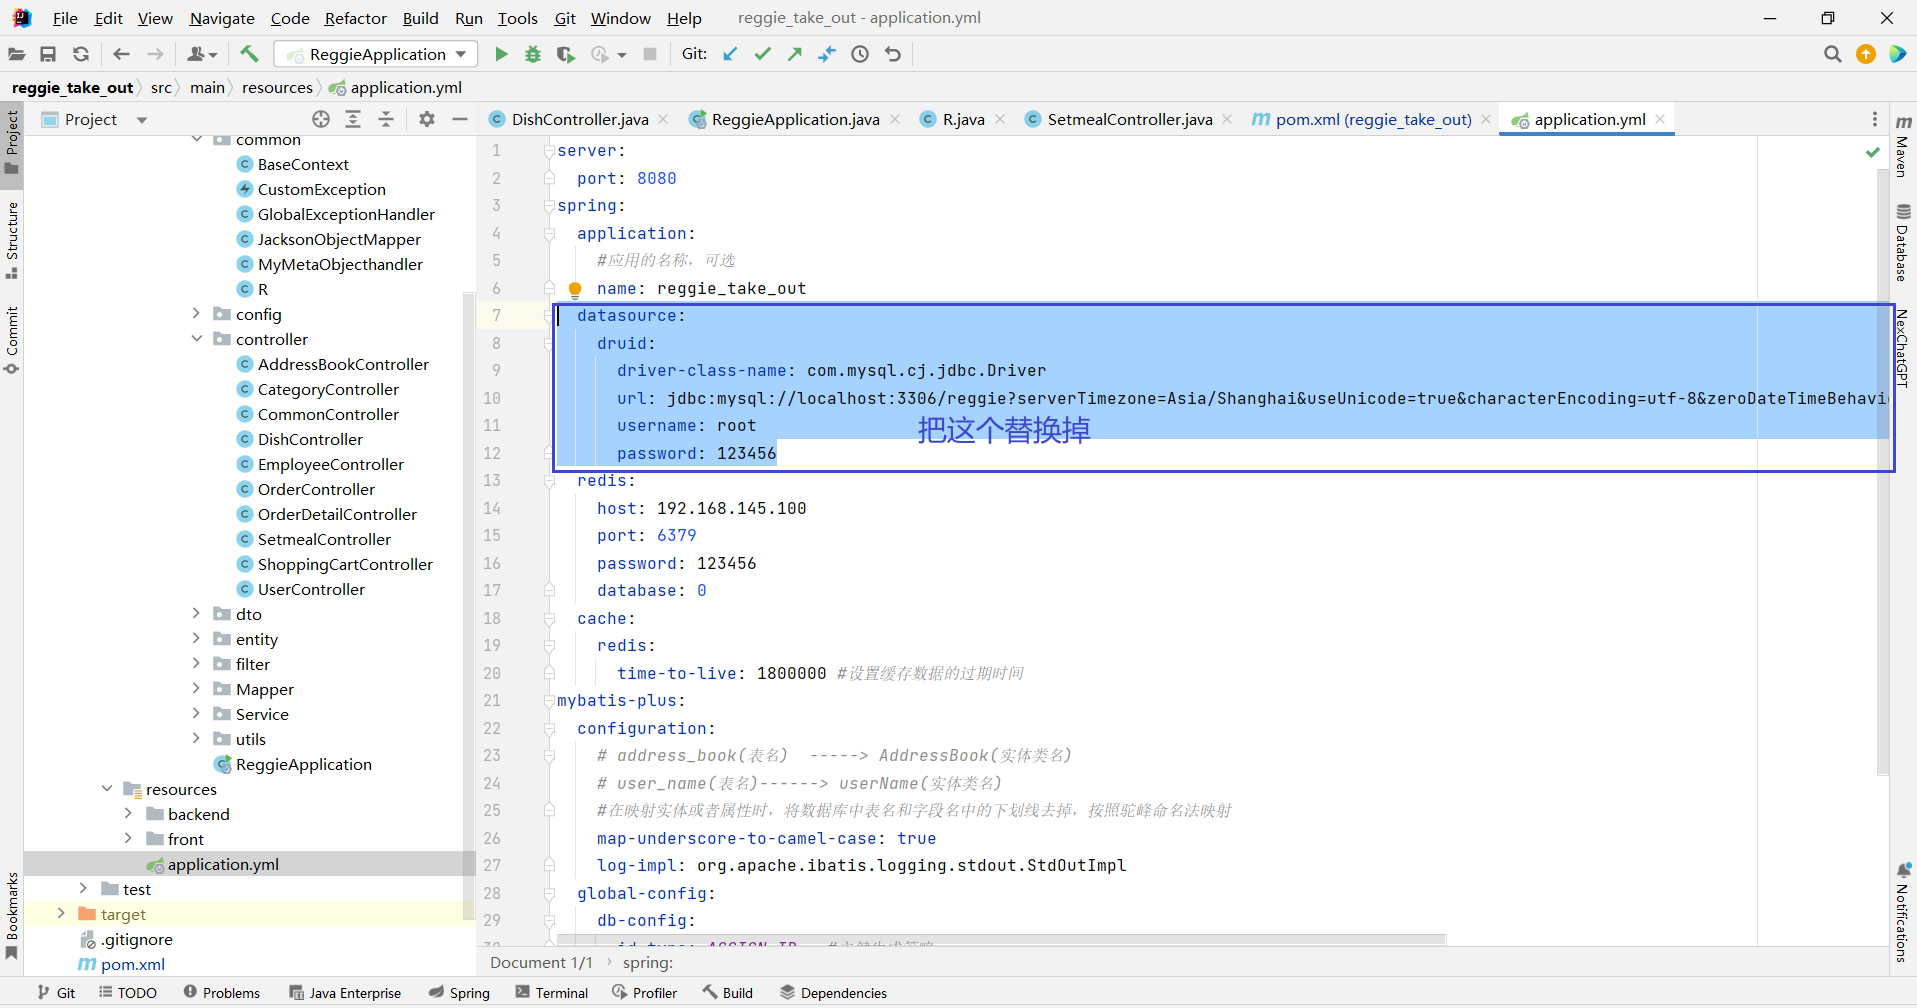 File Edit View Navigate Code Refactor Build Run Tools Git Window Help reggie_take_out - application.yml
ReggieApplication Git:
reggie_take_out src main resources application.yml
Project
DishController.java ReggieApplication.java R.java SetmealController.java pom.xml (reggie_take_out) application.yml
Project
Structure
Commit
Bookmarks
common
BaseContext
CustomException
GlobalExceptionHandler
JacksonObjectMapper
MyMetaObjecthandler
R
config
controller
AddressBookController
CategoryController
CommonController
DishController
EmployeeController
OrderController
OrderDetailController
SetmealController
ShoppingCartController
UserController
dto
entity
filter
Mapper
Service
utils
ReggieApplication
resources
backend
front
application.yml
test
target
.gitignore
pom.xml
1 server:
2 port: 8080
3 spring:
4 application:
5 #应用的名称，可选
6 name: reggie_take_out
7 datasource:
8 druid:
9 driver-class-name: com.mysql.cj.jdbc.Driver
10 url: jdbc:mysql://localhost:3306/reggie?serverTimezone=Asia/Shanghai&useUnicode=true&characterEncoding=utf-8&zeroDateTimeBehavi
11 username: root
把这个替换掉
12 password: 123456
13 redis:
14 host: 192.168.145.100
15 port: 6379
16 password: 123456
17 database: 0
18 cache:
19 redis:
20 time-to-live: 1800000 #设置缓存数据的过期时间
21 mybatis-plus:
22 configuration:
23 # address_book(表名) -----> AddressBook(实体类名)
24 # user_name(表名)------> userName(实体类名)
25 #在映射实体或者属性时，将数据库中表名和字段名中的下划线去掉，按照驼峰命名法映射
26 map-underscore-to-camel-case: true
27 log-impl: org.apache.ibatis.logging.stdout.StdOutImpl
28 global-config:
29 db-config:
Document 1/1 spring:
m
Maven
Database
NexChatGPT
Notifications
Git TODO Problems Java Enterprise Spring Terminal Profiler Build Dependencies